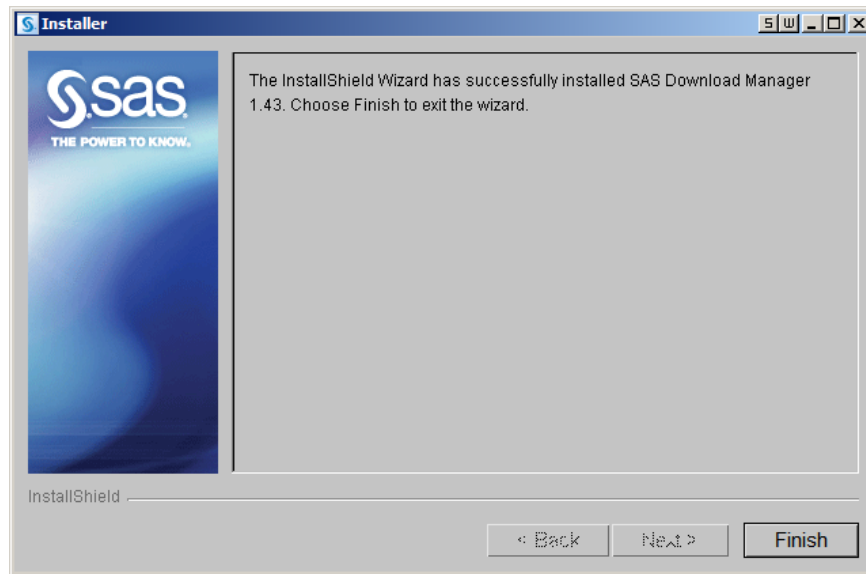 Installer
S W
sas
THE POWER TO KNOW.
The InstallShield Wizard has successfully installed SAS Download Manager
1.43. Choose Finish to exit the wizard.
InstallShield
< Back Next > Finish